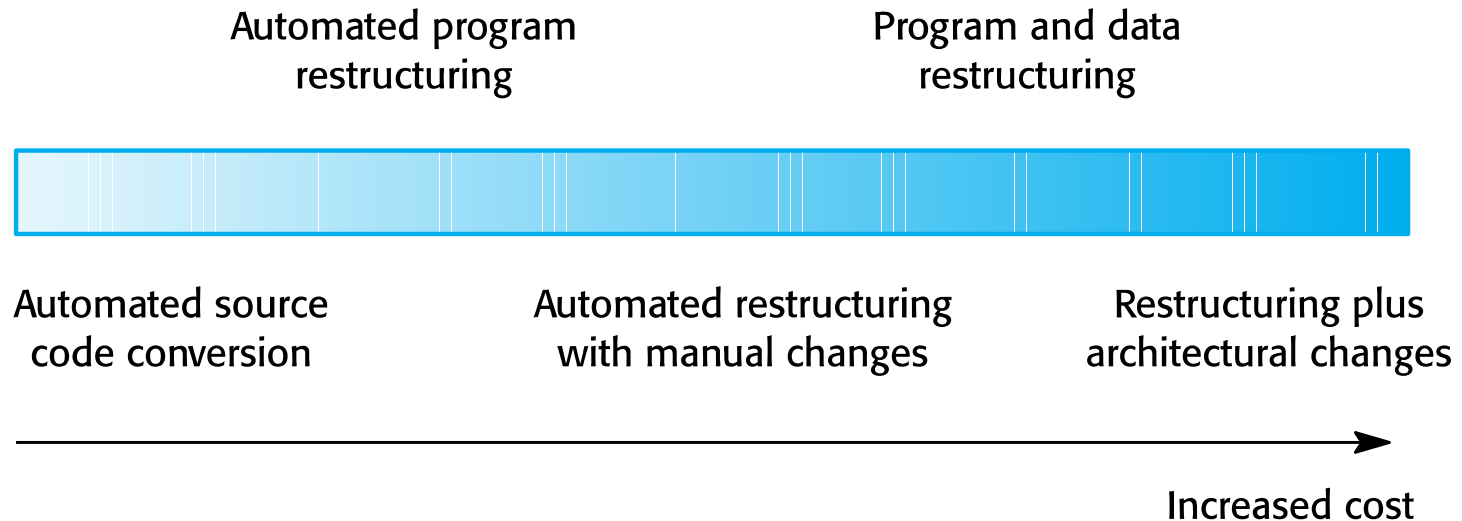 Automated program
restructuring
Program and data
restructuring
Automated source
code conversion
Automated restructuring
with manual changes
Restructuring plus
architectural changes
Increased cost